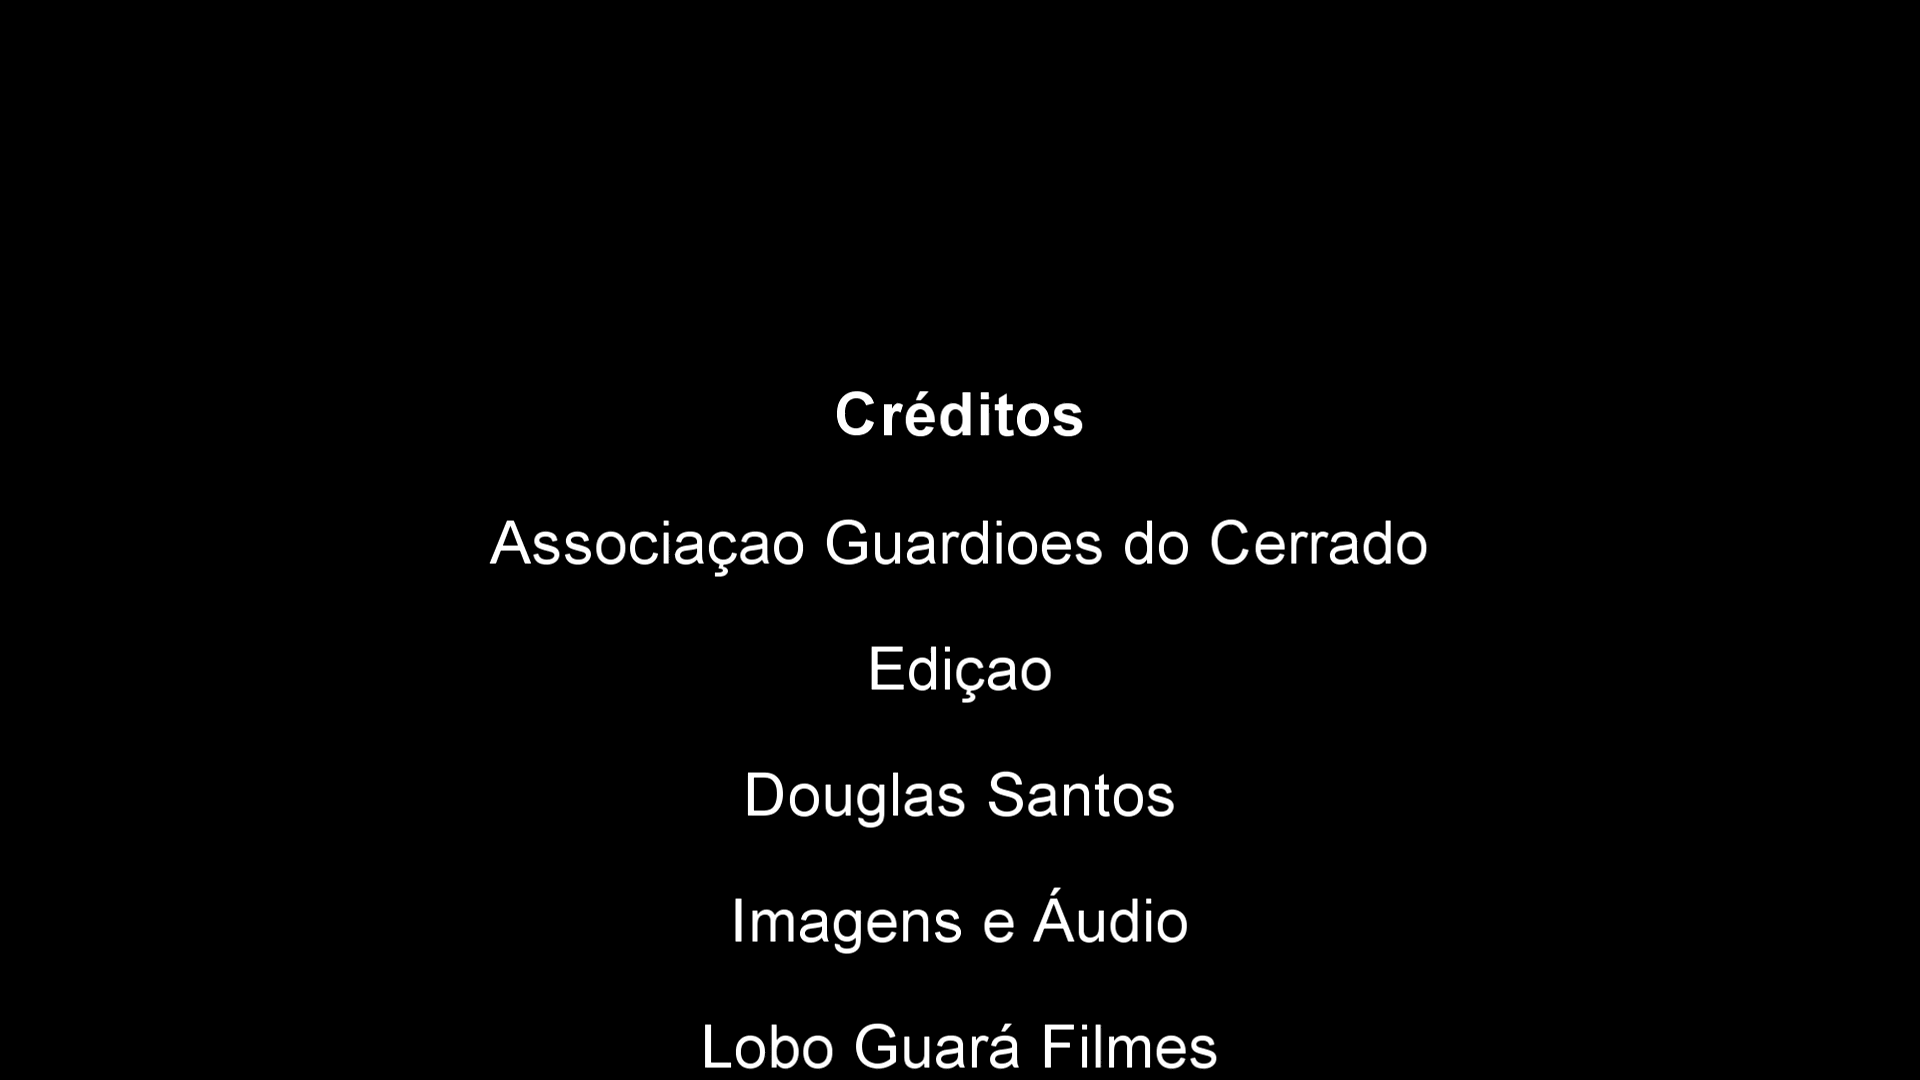 Créditos
Associaçao Guardioes do Cerrado
Ediçao
Douglas Santos
Imagens e Áudio
Lobo Guará Filmes